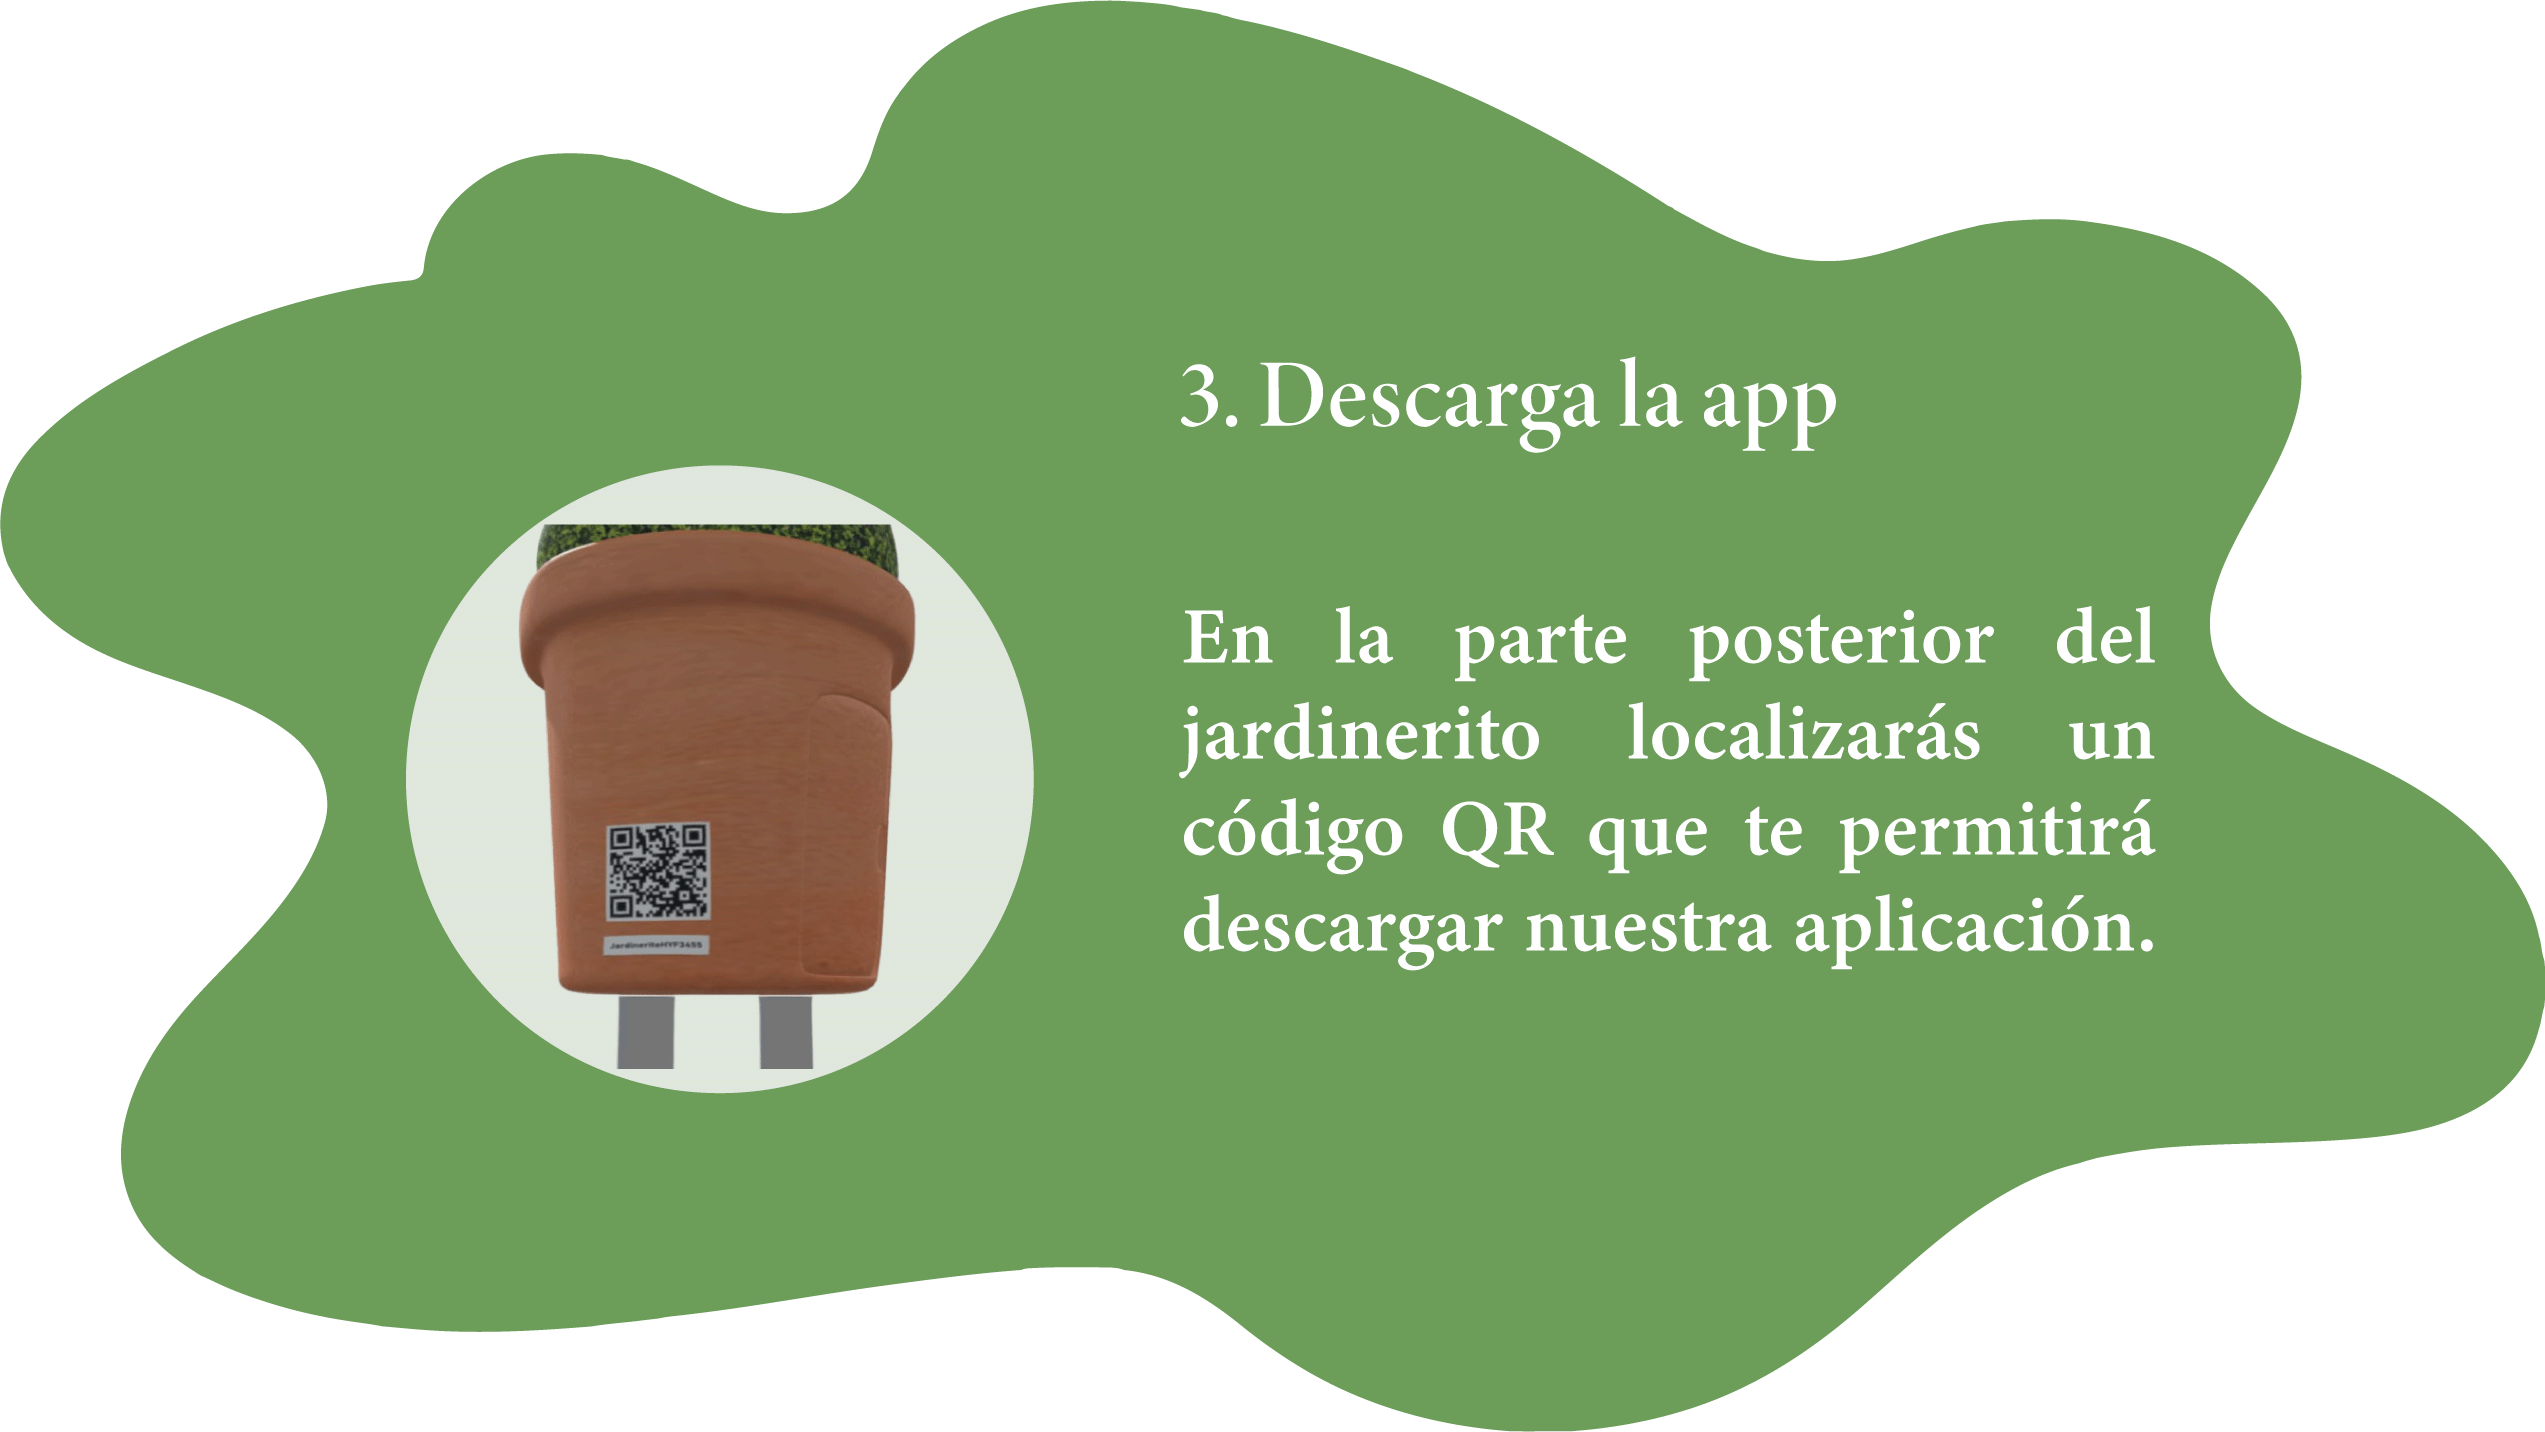 3. Descarga la app
En la parte posterior del
jardinerito localizarás un
código QR que te permitirá
descargar nuestra aplicación.
JardineritoHYF3455